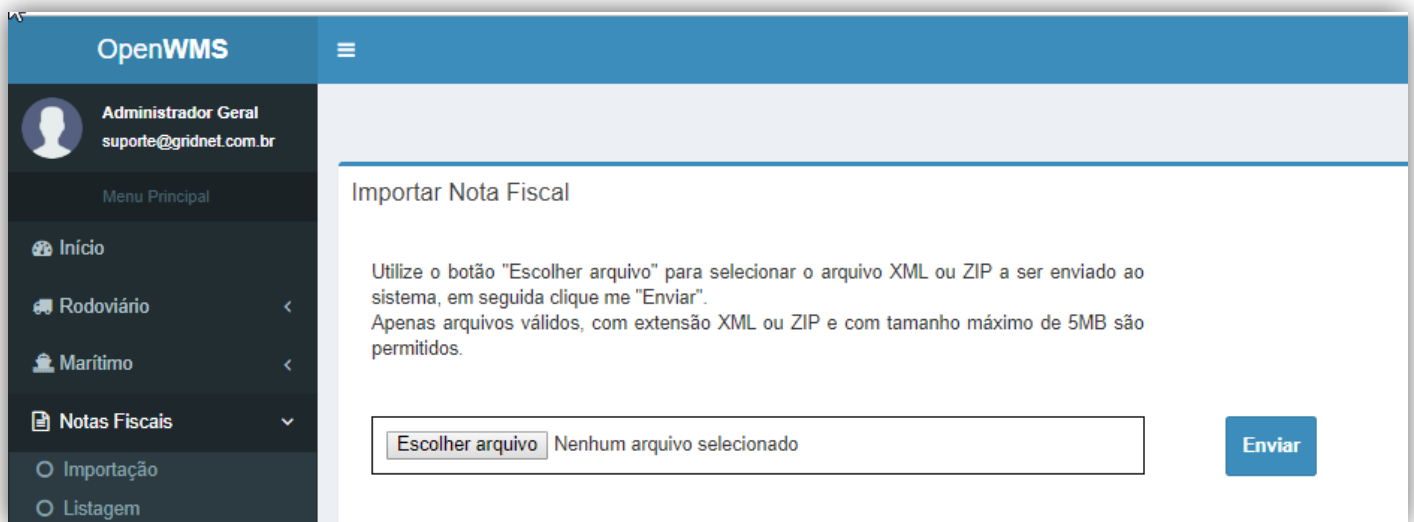 OpenWMS
Administrador Geral
suporte@gridnet.com.br
Menu Principal
Início
Rodoviário
Marítimo
Notas Fiscais
Importação
Listagem
Importar Nota Fiscal
Utilize o botão "Escolher arquivo" para selecionar o arquivo XML ou ZIP a ser enviado ao
sistema, em seguida clique me "Enviar".
Apenas arquivos válidos, com extensão XML ou ZIP e com tamanho máximo de 5MB são
permitidos.
Escolher arquivo Nenhum arquivo selecionado
Enviar